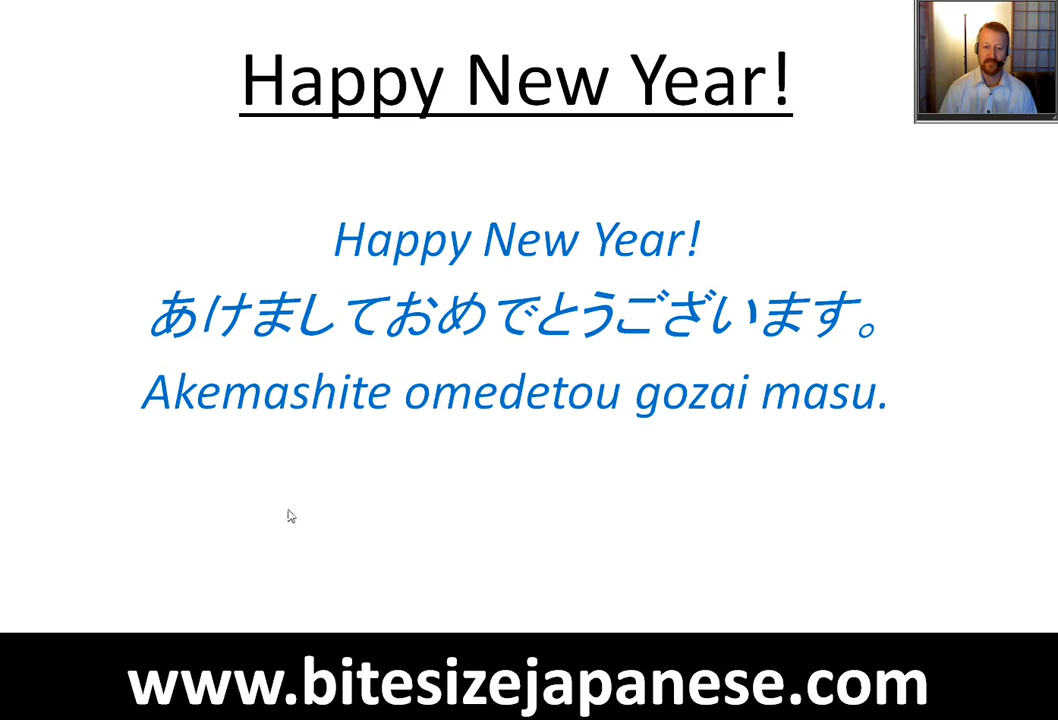 Happy New Year!
Happy New Year!
あけましておめでとうございます。
Akemashite omedetou gozai masu.
www.bitesizejapanese.com